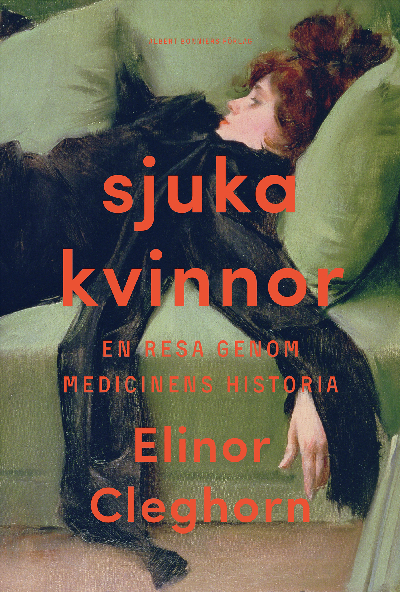 ALBERT BONNIERS FÖRLAG
sjuka
kvinnor
EN RESA GENOM
MEDICINENS HISTORIA
Elinor
Cleghorn